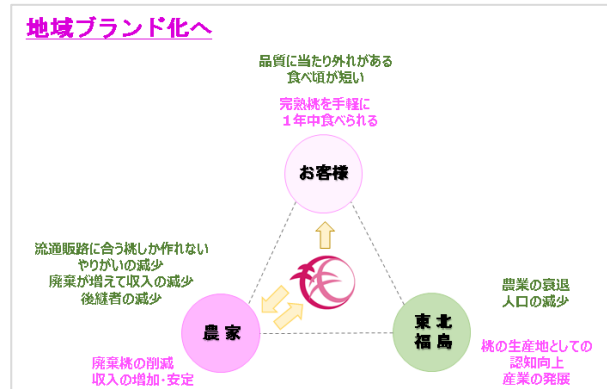 地域ブランド化へ
品質に当たり外れがある
食べ頃が短い
完熟桃を手軽に
１年中食べられる
お客様
流通販路に合う桃しか作れない
やりがいの減少
廃棄が増えて収入の減少
後継者の減少
農業の衰退
人口の減少
農家
東北
福島
廃棄桃の削減
収入の増加・安定
桃の生産地としての
認知向上
産業の発展